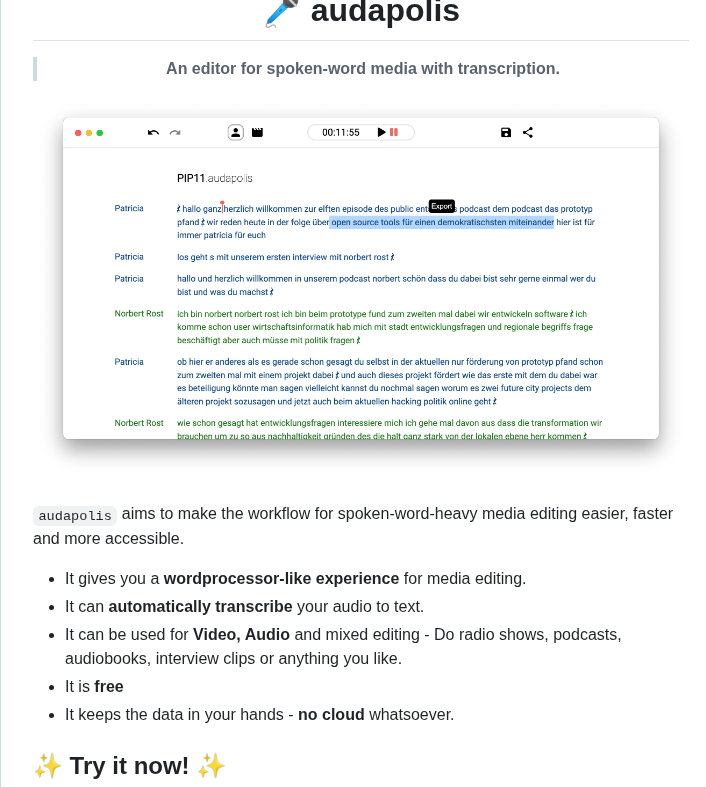 audapolis
An editor for spoken-word media with transcription.
00:11:55
PIP11.audapolis
Export
Patricia
hallo ganz herzlich willkommen zur elften episode des public ent s podcast dem podcast das prototyp
pfand wir reden heute in der folge über open source tools für einen demokratischsten miteinander hier ist für
immer patricia für euch
Patricia
los geht s mit unserem ersten interview mit norbert rost
Patricia
hallo und herzlich willkommen in unserem podcast norbert schön dass du dabei bist sehr gerne einmal wer du
bist und was du machst
Norbert Rost
ich bin norbert norbert rost ich bin beim prototype fund zum zweiten mal dabei wir entwickeln software ich
komme schon user wirtschaftsinformatik hab mich mit stadt entwicklungsfragen und regionale begriffs frage
beschäftigt aber auch müsse mit politik fragen
Patricia
ob hier er anderes als es gerade schon gesagt du selbst in der aktuellen nur förderung von prototyp pfand schon
zum zweiten mal mit einem projekt dabei und auch dieses projekt fördert wie das erste mit dem du dabei war
es beteiligung könnte man sagen vielleicht kannst du nochmal sagen worum es zwei future city projects dem
älteren projekt sozusagen und jetzt auch beim aktuellen hacking politik online geht
Norbert Rost
wie schon gesagt hat entwicklungsfragen interessiere mich ich gehe mal davon aus dass die transformation wir
brauchen um zu so aus nachhaltigkeit gründen des die halt ganz stark von der lokalen ebene herr kommen
audapolis aims to make the workflow for spoken-word-heavy media editing easier, faster
and more accessible.
It gives you a wordprocessor-like experience for media editing.
It can automatically transcribe your audio to text.
It can be used for Video, Audio and mixed editing - Do radio shows, podcasts,
audiobooks, interview clips or anything you like.
It is free
It keeps the data in your hands - no cloud whatsoever.
✨ Try it now! ✨